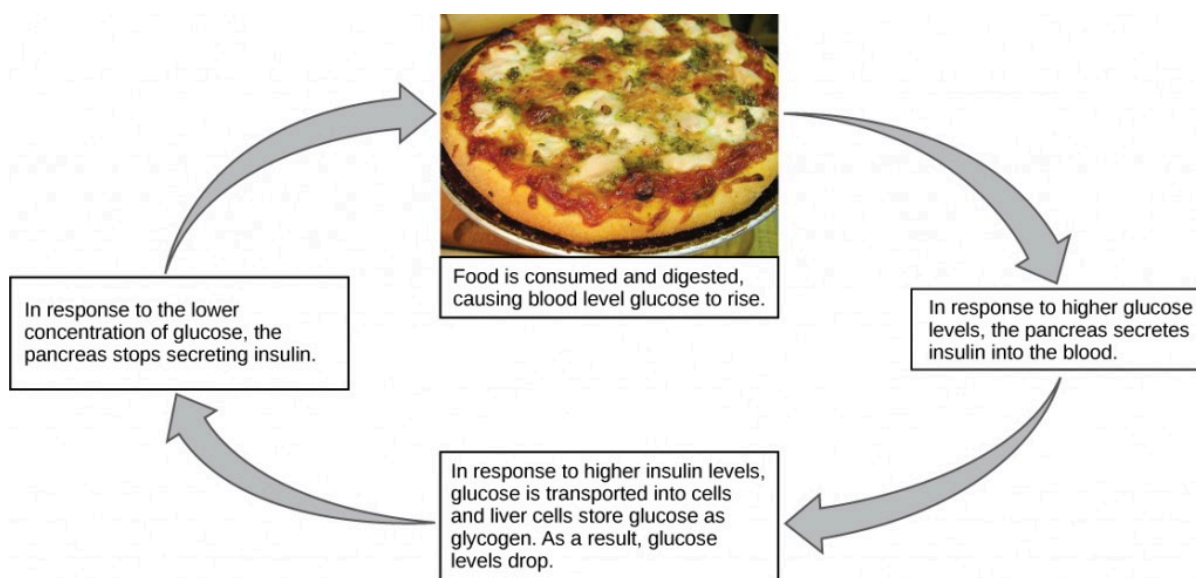 Food is consumed and digested,
causing blood level glucose to rise.
In response to higher glucose
levels, the pancreas secretes
insulin into the blood.
In response to higher insulin levels,
glucose is transported into cells
and liver cells store glucose as
glycogen. As a result, glucose
levels drop.
In response to the lower
concentration of glucose, the
pancreas stops secreting insulin.